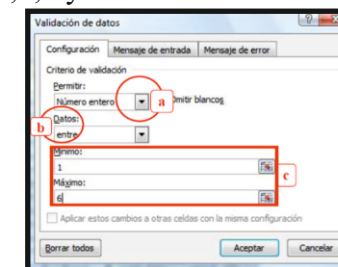 Validación de datos
Configuración Mensaje de entrada Mensaje de error
Criterio de validación
Permitir:
Número entero a Omitir blancos
b Datos:
entre
Mínimo:
1
c
Máximo:
6
Aplicar estos cambios a otras celdas con la misma configuración
Borrar todos Aceptar Cancelar